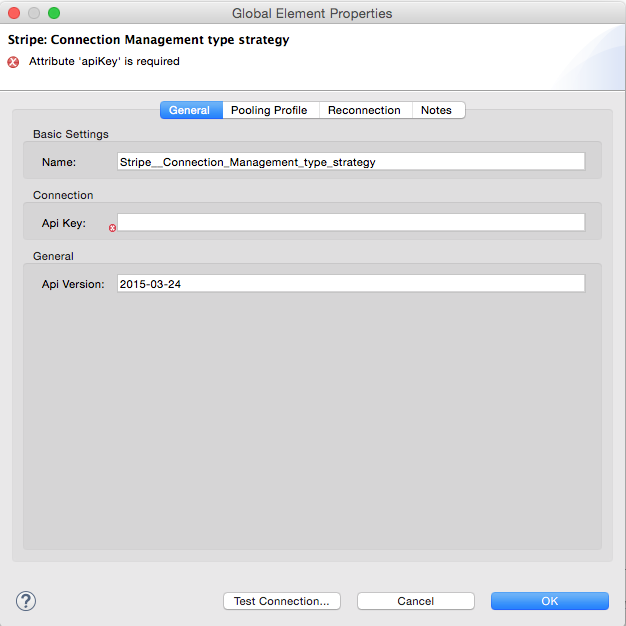 Global Element Properties
Stripe: Connection Management type strategy
Attribute 'apiKey' is required
General Pooling Profile Reconnection Notes
Basic Settings
Name: Stripe__Connection_Management_type_strategy
Connection
Api Key:
General
Api Version: 2015-03-24
? Test Connection... Cancel OK